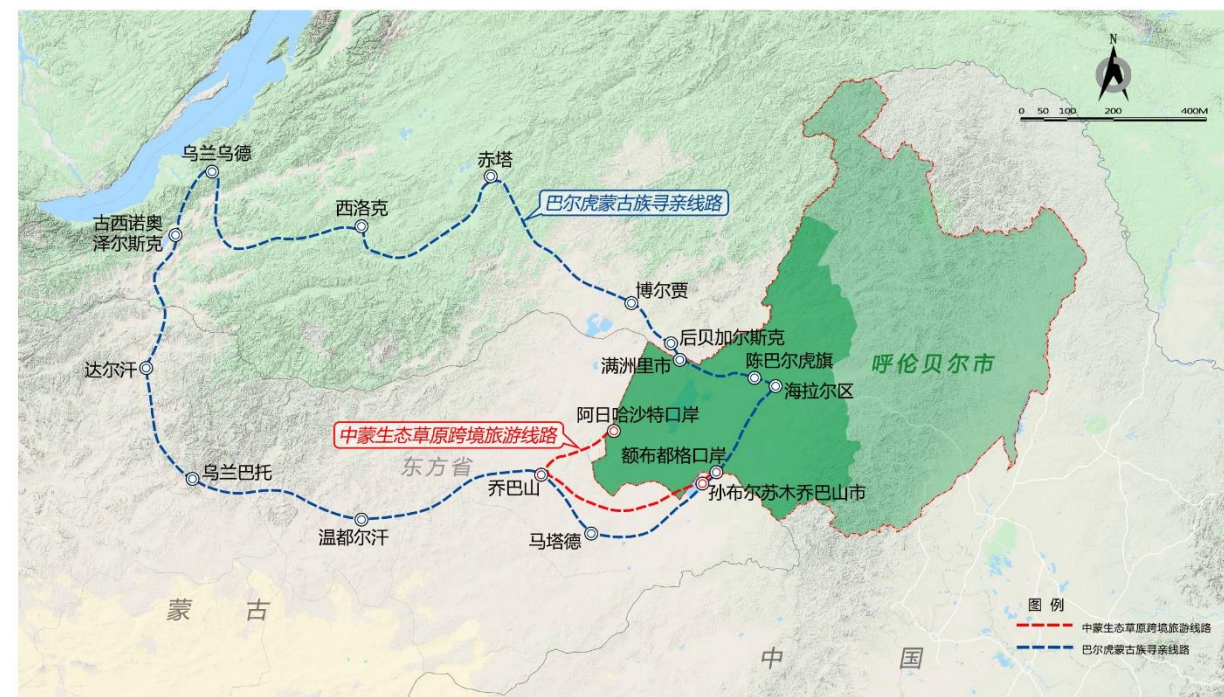 N
0 50 100 200 400M
乌兰乌德
赤塔
巴尔虎蒙古族寻亲线路
西洛克
古西诺奥
泽尔斯克
博尔贾
后贝加尔斯克
满洲里市
陈巴尔虎旗
呼伦贝尔市
海拉尔区
达尔汗
阿日哈沙特口岸
中蒙生态草原跨境旅游线路
额布都格口岸
东方省
乔巴山
孙布尔苏木乔巴山市
乌兰巴托
温都尔汗
马塔德
蒙 古
中 国
图 例
中蒙生态草原跨境旅游线路
巴尔虎蒙古族寻亲线路